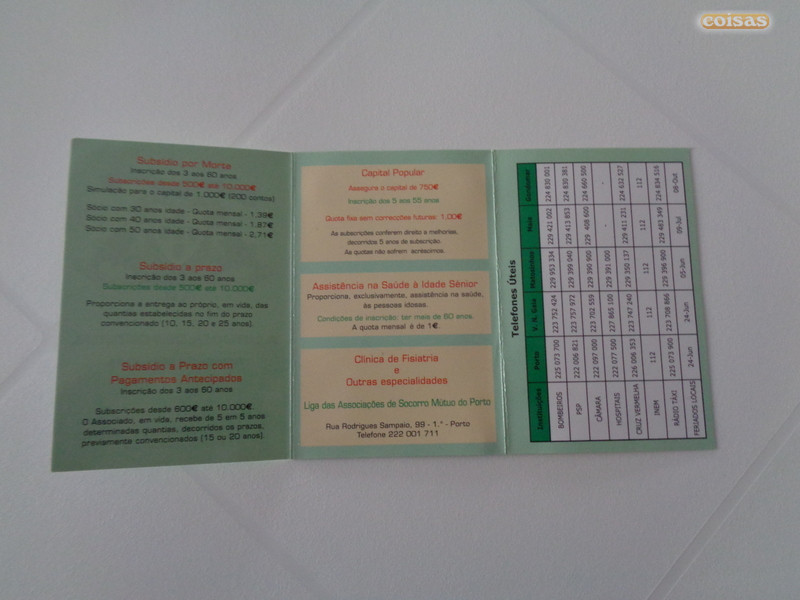 coisas
Subsídio por Morte
Inscrição dos 3 aos 60 anos
Subscrições desde 500€ até 10.000€
Simulação para o capital de 1.000€ (200 contos)
Sócio com 30 anos idade - Quota mensal - 1,39€
Sócio com 40 anos idade - Quota mensal - 1,87€
Sócio com 50 anos idade - Quota mensal - 2,71€
Subsídio a prazo
Inscrição dos 3 aos 60 anos
Subscrições desde 500€ até 10.000€
Proporciona a entrega ao próprio, em vida, das
quantias estabelecidas no fim do prazo
convencionado (10, 15, 20 e 25 anos).
Subsídio a Prazo com
Pagamentos Antecipados
Inscrição dos 3 aos 60 anos
Subscrições desde 600€ até 10.000€
O Associado, em vida, recebe de 5 em 5 anos
determinadas quantias, decorridos os prazos,
previamente convencionados (15 ou 20 anos).
Capital Popular
Assegura o capital de 750€
Inscrição dos 5 aos 55 anos
Quota fixa sem correcções futuras: 1.00€
As subscrições conferem direito a melhorias,
decorridos 5 anos de subscrição.
As quotas não sofrem acréscimos.
Assistência na Saúde à Idade Sénior
Proporciona, exclusivamente, assistência na saúde,
às pessoas idosas.
Condições de inscrição: ter mais de 60 anos.
A quota mensal é de 1€.
Clínica de Fisiatria
e
Outras especialidades
Liga das Associações de Socorro Mútuo do Porto
Rua Rodrigues Sampaio, 99 - 1.° - Porto
Telefone 222 001 711
Telefones Úteis
Instituições Porto V. N. Gaia Matosinhos Maia Gondomar
BOMBEIROS 225 073 700 223 752 424 229 953 334 229 421 002 224 830 001
PSP 222 006 821 223 757 972 229 399 040 229 413 853 224 830 381
CÂMARA 222 097 000 223 702 559 229 390 900 229 408 600 224 660 500
HOSPITAIS 222 077 500 227 865 100 229 391 000 - -
CRUZ VERMELHA 226 006 353 223 747 240 229 350 137 229 411 231 224 632 527
INEM 112 112 112 112 112
RÁDIO TÁXI 225 073 900 223 708 886 229 396 900 229 483 540 224 834 516
FERIADOS LOCAIS 24-Jun 24-Jun 05-Jun 09-Jul 08-Out